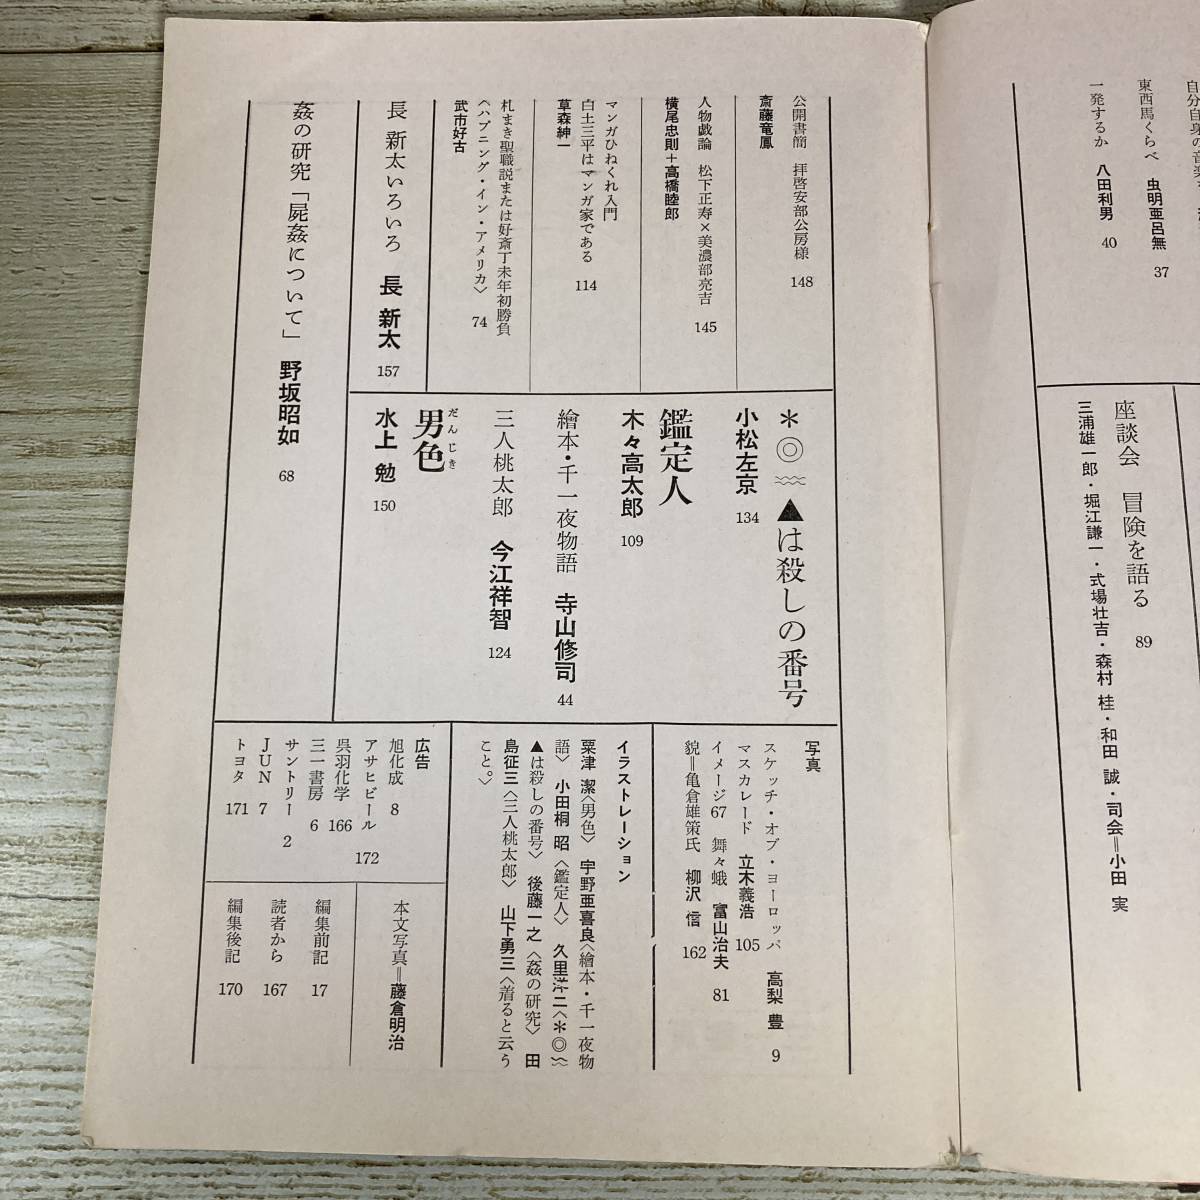 自分自身の音楽
東西馬くらべ 虫明亜呂無 37
一発するか 八田利男 40
座談会 冒険を語る 89
三浦雄一郎・堀江謙一・式場壮吉・森村 桂・和田 誠・司会＝小田 実
公開書簡 拝啓安部公房様 148
斎藤竜鳳
人物戯論 松下正寿×美濃部亮吉 145
横尾忠則＋高橋睦郎
マンガひねくれ入門
白土三平はマンガ家である 114
草森紳一
札まき聖職説または好斎丁未年初勝負
〈ハプニング・イン・アメリカ〉 74
武市好古
長 新太いろいろ 長 新太 157
姦の研究「屍姦について」 野坂昭如 68
＊◎〰▲は殺しの番号
小松左京 134
鑑定人
木々高太郎 109
繪本・千一夜物語 寺山修司 44
三人桃太郎 今江祥智 124
男色 だんじき
水上 勉 150
写真
スケッチ・オブ・ヨーロッパ 高梨 豊 9
マスカレード 立木義浩 105
イメージ67 舞々蛾 富山治夫 81
貌＝亀倉雄策氏 柳沢 信 162
イラストレーション
粟津 潔〈男色〉 宇野亜喜良〈繪本・千一夜物
語〉 小田桐 昭〈鑑定人〉 久里洋二〈＊◎〰
▲は殺しの番号〉 後藤一之〈姦の研究〉 田
島征三〈三人桃太郎〉 山下勇三〈着ると云う
こと。〉
広告
旭化成 8
アサヒビール 172
呉羽化学 166
三一書房 6
サントリー 2
JUN 7
トヨタ 171
本文写真＝藤倉明治
編集前記 17
読者から 167
編集後記 170